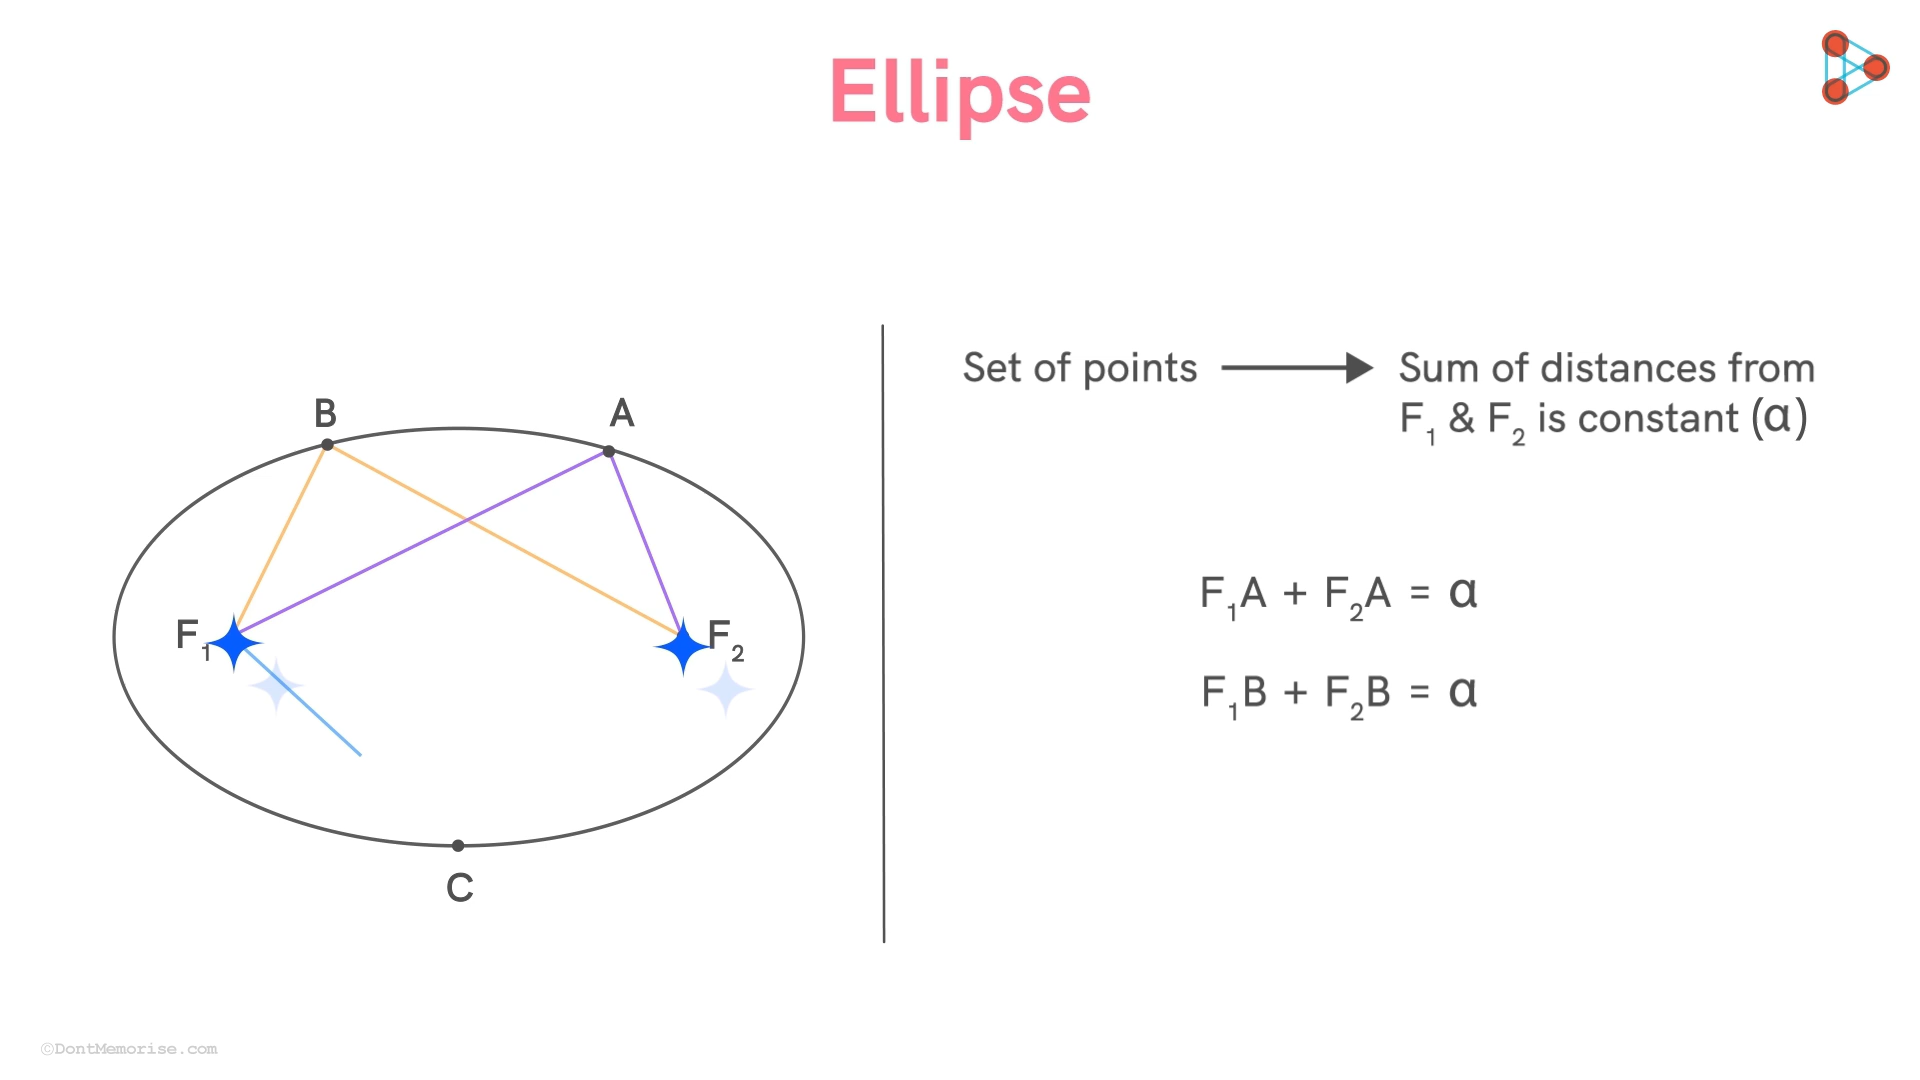 Ellipse
B
A
F₁
F₂
C
Set of points
Sum of distances from
F₁ & F₂ is constant (α)
F₁A + F₂A = α
F₁B + F₂B = α
©DontMemorise.com